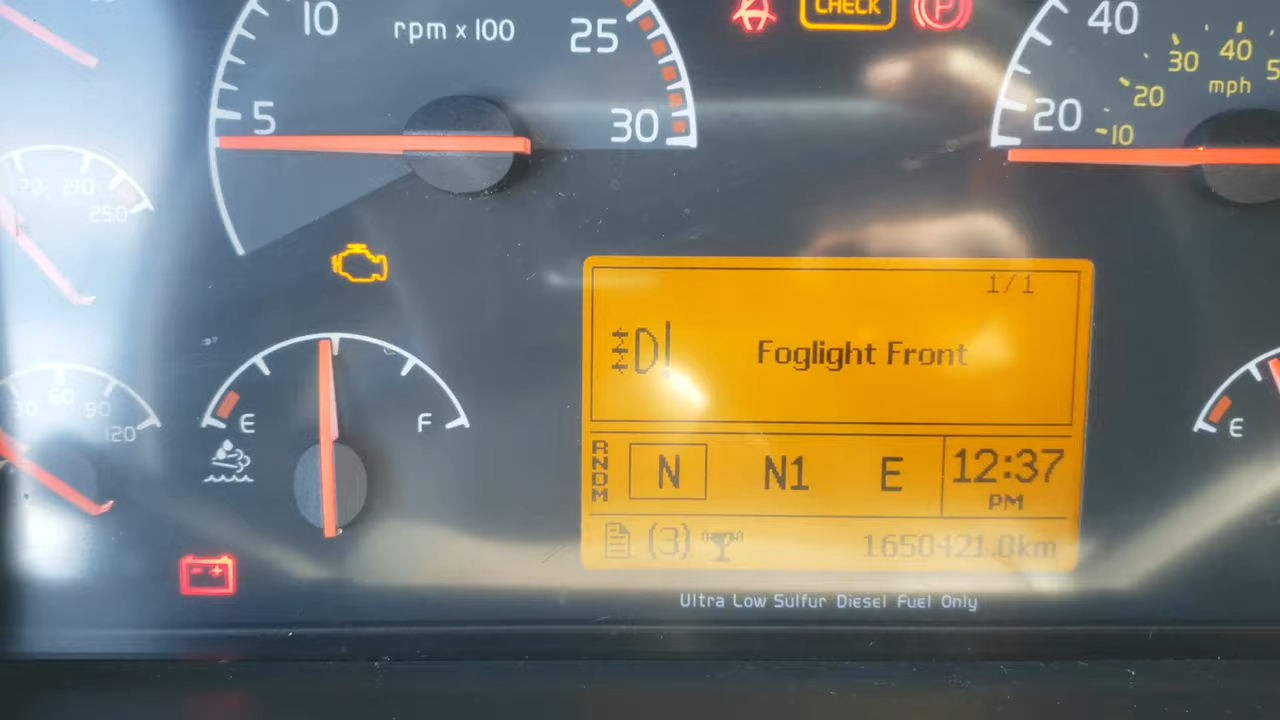 10
rpm x 100
25
5
30
CHECK
P
40
20
40
30
20
10
mph
210
250
60
90
120
E
F
1/1
Foglight Front
RNDM
N
N1
E
12:37
PM
(3)
1650421.0km
E
Ultra Low Sulfur Diesel Fuel Only